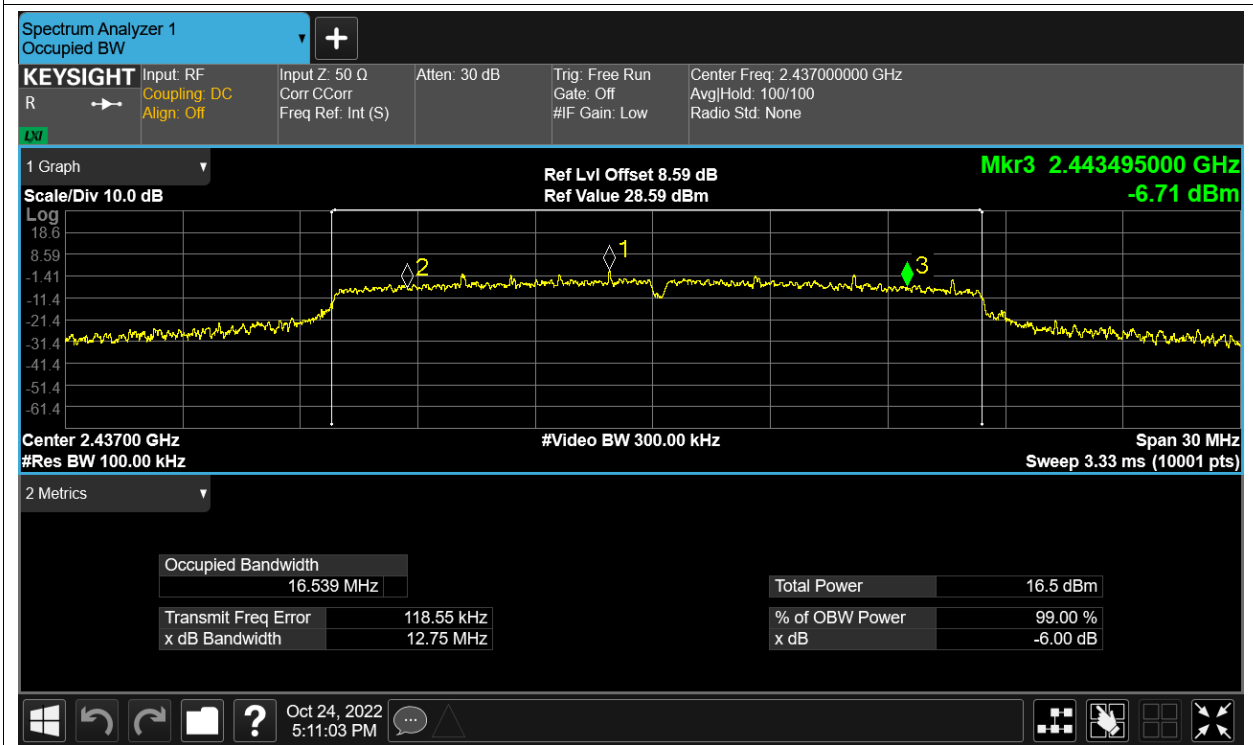 Spectrum Analyzer 1
Occupied BW
KEYSIGHT
R
LXI
Input: RF
Coupling: DC
Align: Off
Input Z: 50 Ω
Corr CCorr
Freq Ref: Int (S)
Atten: 30 dB
Trig: Free Run
Gate: Off
#IF Gain: Low
Center Freq: 2.437000000 GHz
Avg|Hold: 100/100
Radio Std: None
1 Graph
Scale/Div 10.0 dB
Ref Lvl Offset 8.59 dB
Ref Value 28.59 dBm
Mkr3 2.443495000 GHz
-6.71 dBm
Log
18.6
8.59
-1.41
-11.4
-21.4
-31.4
-41.4
-51.4
-61.4
2
1
3
Center 2.43700 GHz
#Video BW 300.00 kHz
Span 30 MHz
#Res BW 100.00 kHz
Sweep 3.33 ms (10001 pts)
2 Metrics
Occupied Bandwidth
16.539 MHz
Total Power 16.5 dBm
Transmit Freq Error 118.55 kHz
% of OBW Power 99.00 %
x dB Bandwidth 12.75 MHz
x dB -6.00 dB
?
Oct 24, 2022
5:11:03 PM